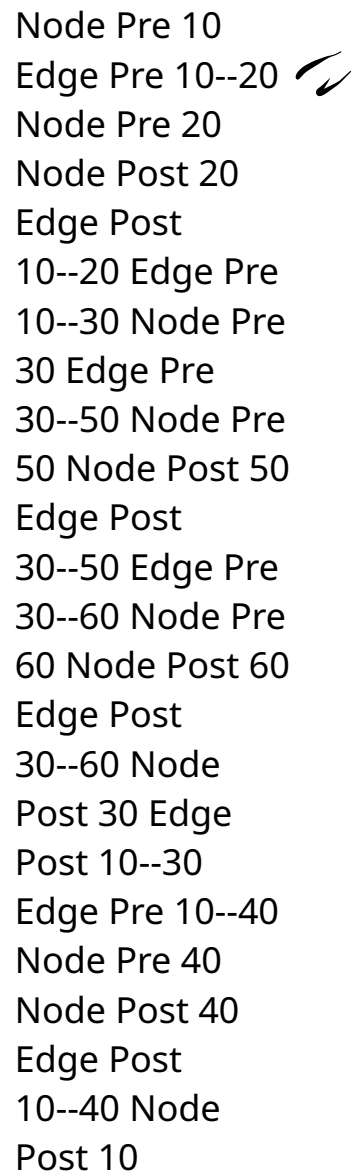 Node Pre 10
Edge Pre 10--20
Node Pre 20
Node Post 20
Edge Post
10--20 Edge Pre
10--30 Node Pre
30 Edge Pre
30--50 Node Pre
50 Node Post 50
Edge Post
30--50 Edge Pre
30--60 Node Pre
60 Node Post 60
Edge Post
30--60 Node
Post 30 Edge
Post 10--30
Edge Pre 10--40
Node Pre 40
Node Post 40
Edge Post
10--40 Node
Post 10